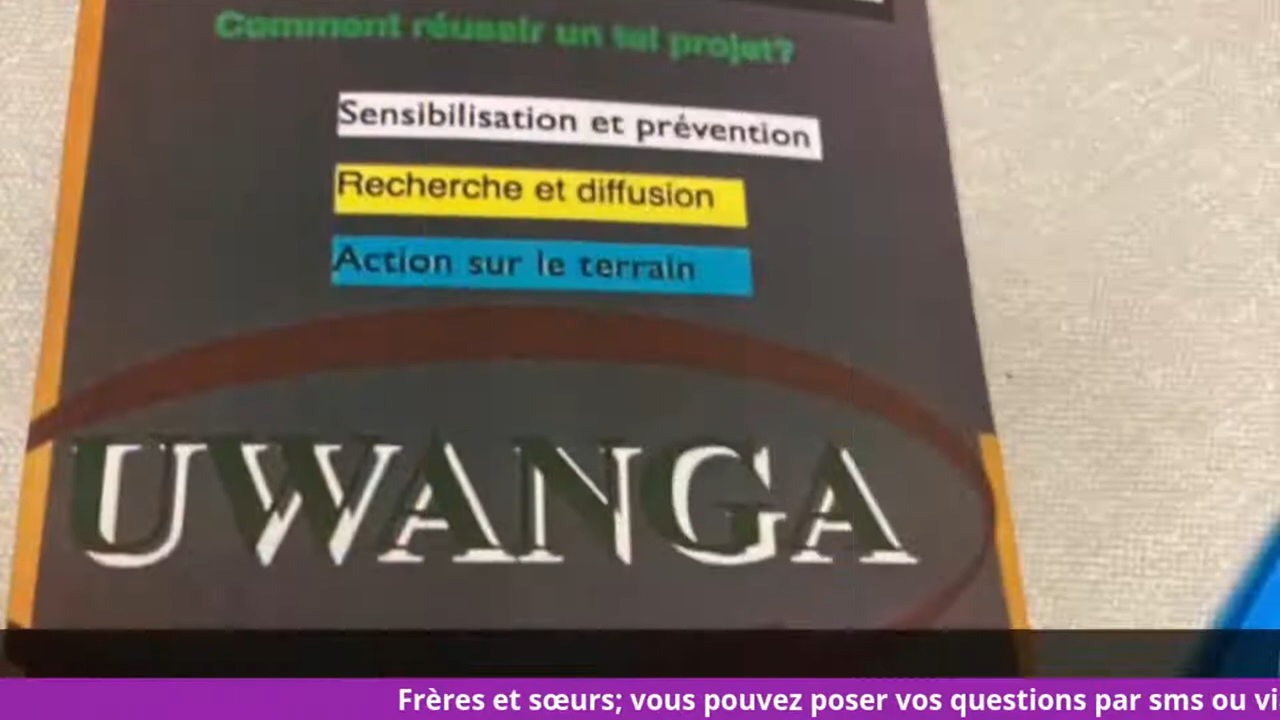 Comment réussir un tel projet?
Sensibilisation et prévention
Recherche et diffusion
Action sur le terrain
UWANGA
Frères et sœurs; vous pouvez poser vos questions par sms ou vi